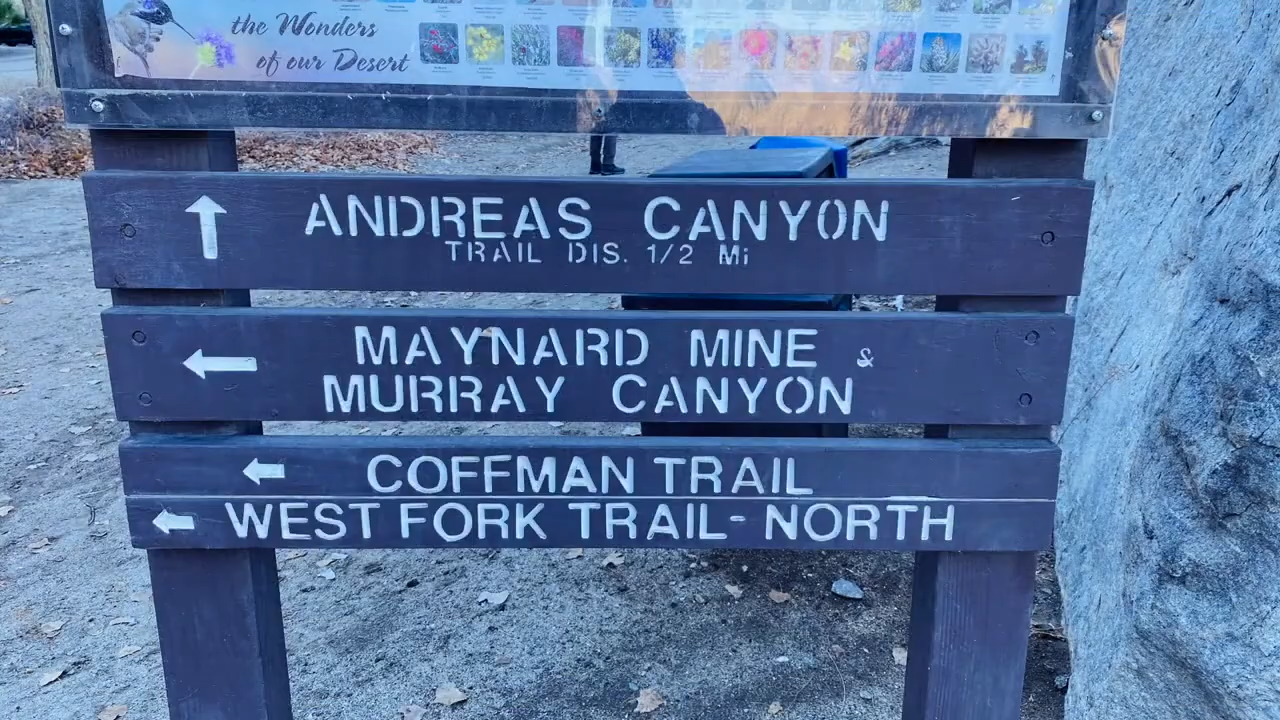 the Wonders
of our Desert
ANDREAS CANYON
TRAIL DIS. 1/2 Mi
MAYNARD MINE &
MURRAY CANYON
COFFMAN TRAIL
WEST FORK TRAIL- NORTH